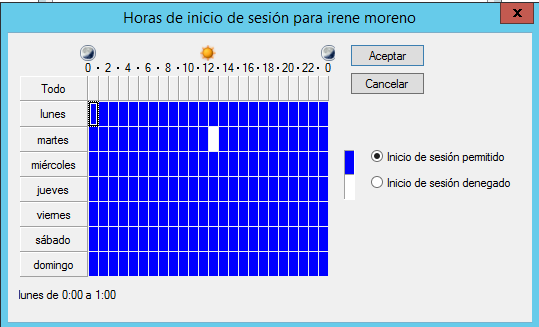 Horas de inicio de sesión para irene moreno
x
0 · 2 · 4 · 6 · 8 · 10 · 12 · 14 · 16 · 18 · 20 · 22 · 0
Aceptar
Cancelar
Todo
lunes
martes
miércoles
jueves
viernes
sábado
domingo
Inicio de sesión permitido
Inicio de sesión denegado
lunes de 0:00 a 1:00